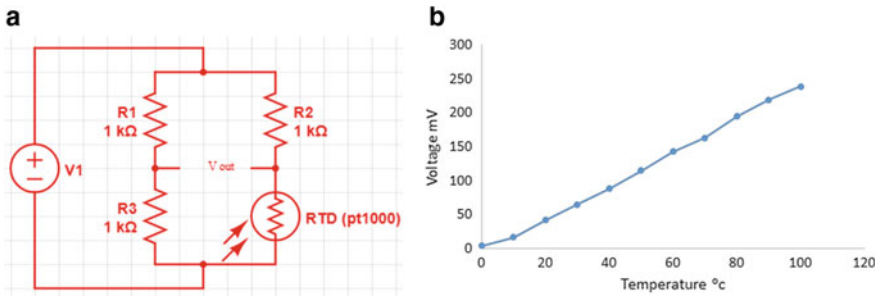 a
R1
1 kΩ
R2
1 kΩ
V out
V1
R3
1 kΩ
RTD (pt1000)
b
Voltage mV
300
250
200
150
100
50
0
0 20 40 60 80 100 120
Temperature °c